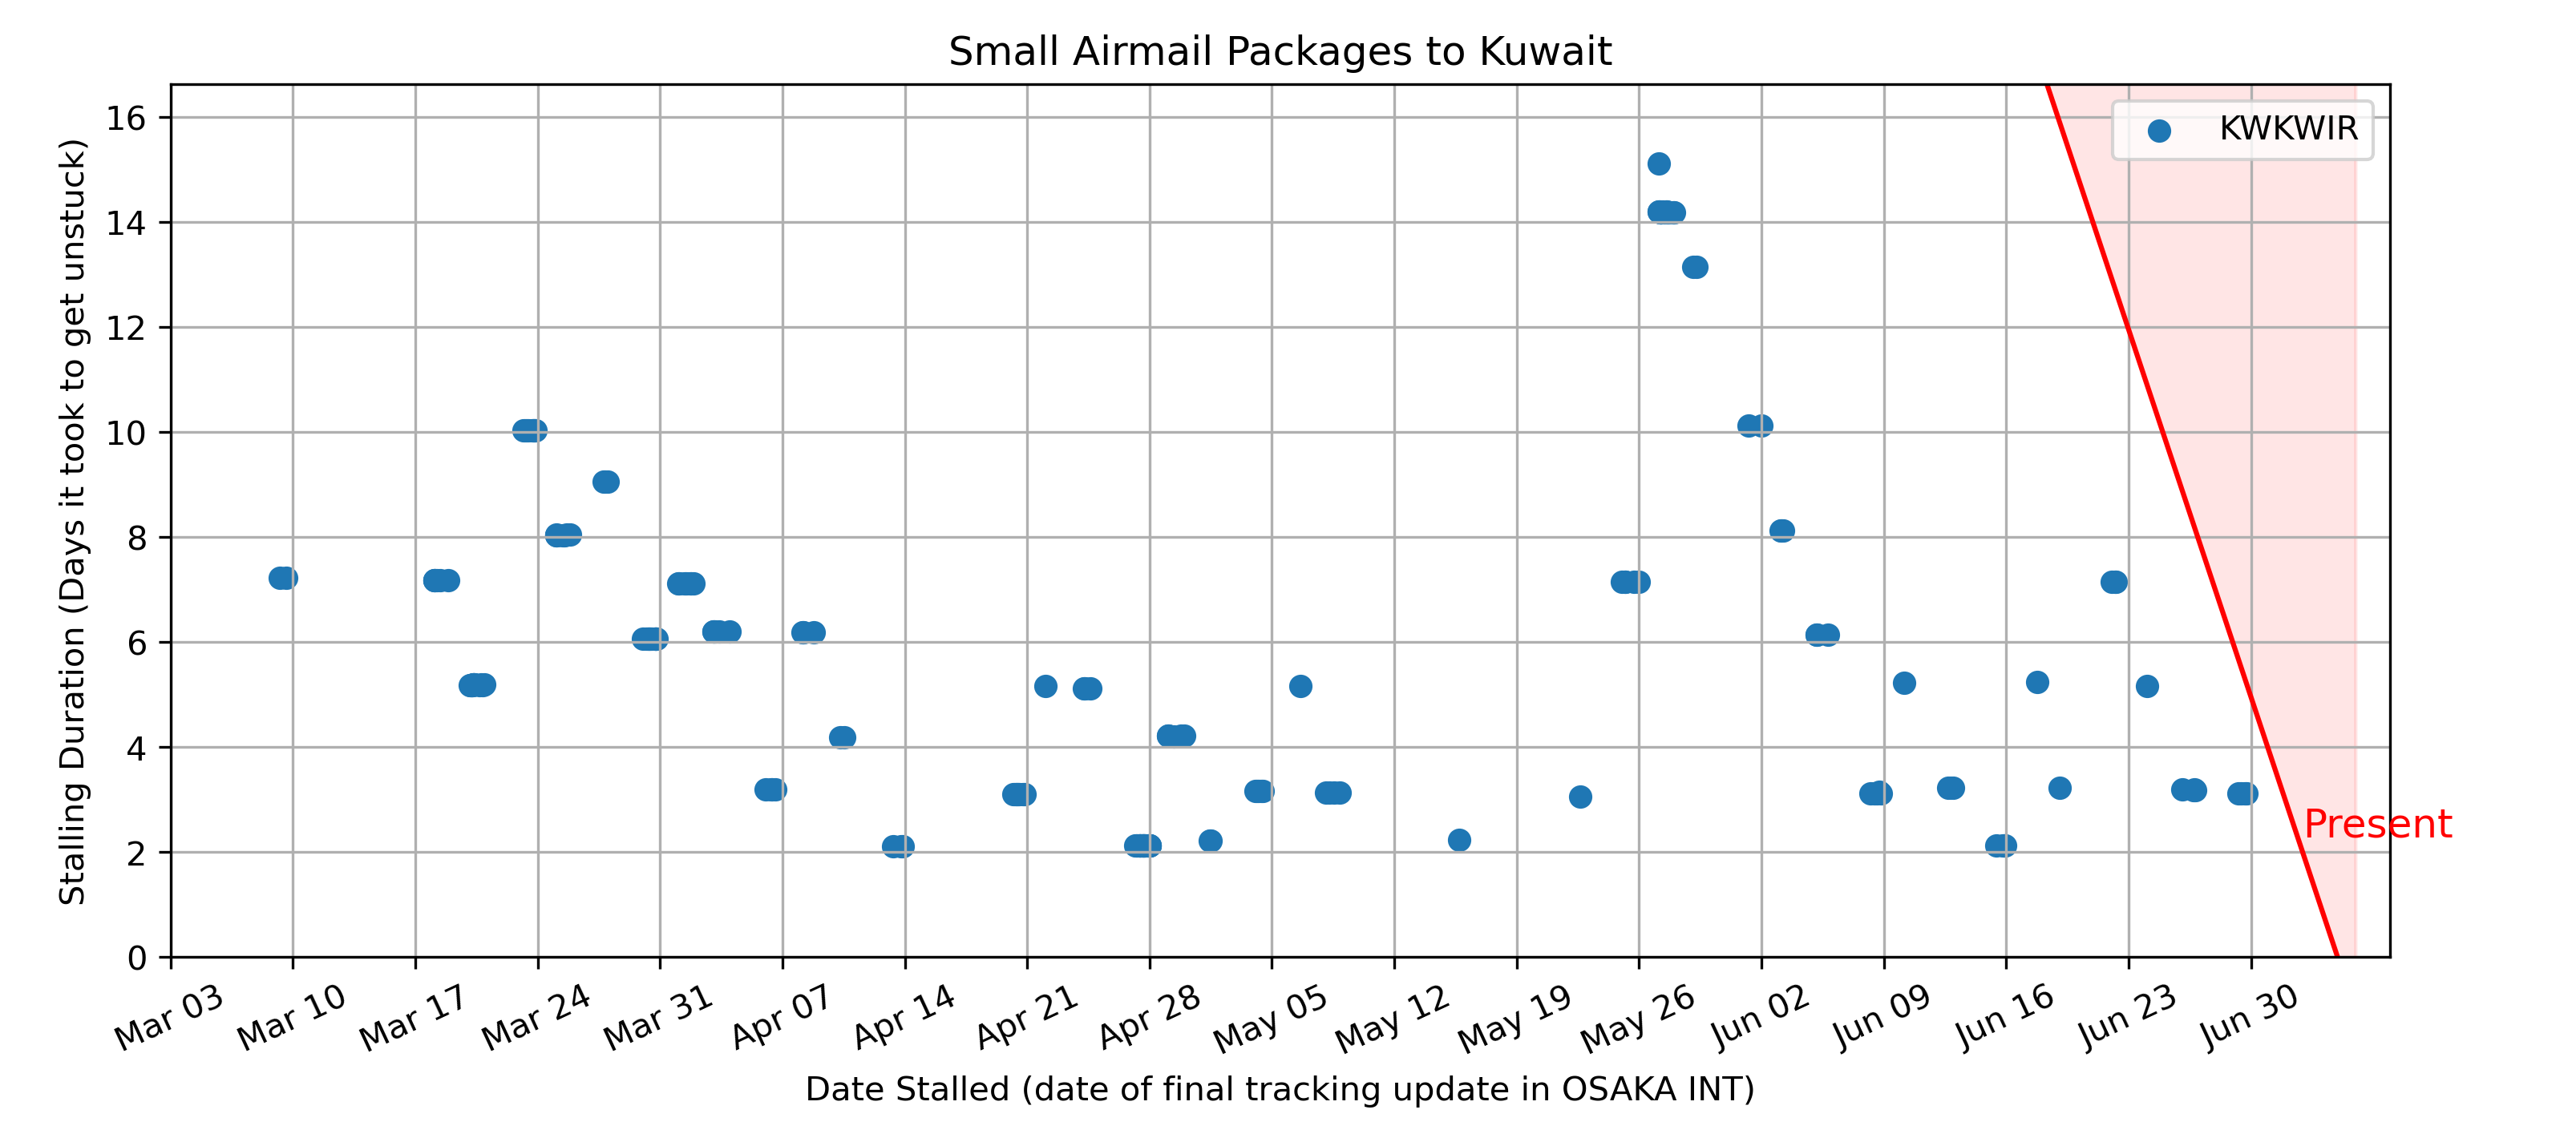 Small Airmail Packages to Kuwait
KWKWIR
Stalling Duration (Days it took to get unstuck)
16
14
12
10
8
6
4
2
0
Present
Mar 03 Mar 10 Mar 17 Mar 24 Mar 31 Apr 07 Apr 14 Apr 21 Apr 28 May 05 May 12 May 19 May 26 Jun 02 Jun 09 Jun 16 Jun 23 Jun 30
Date Stalled (date of final tracking update in OSAKA INT)